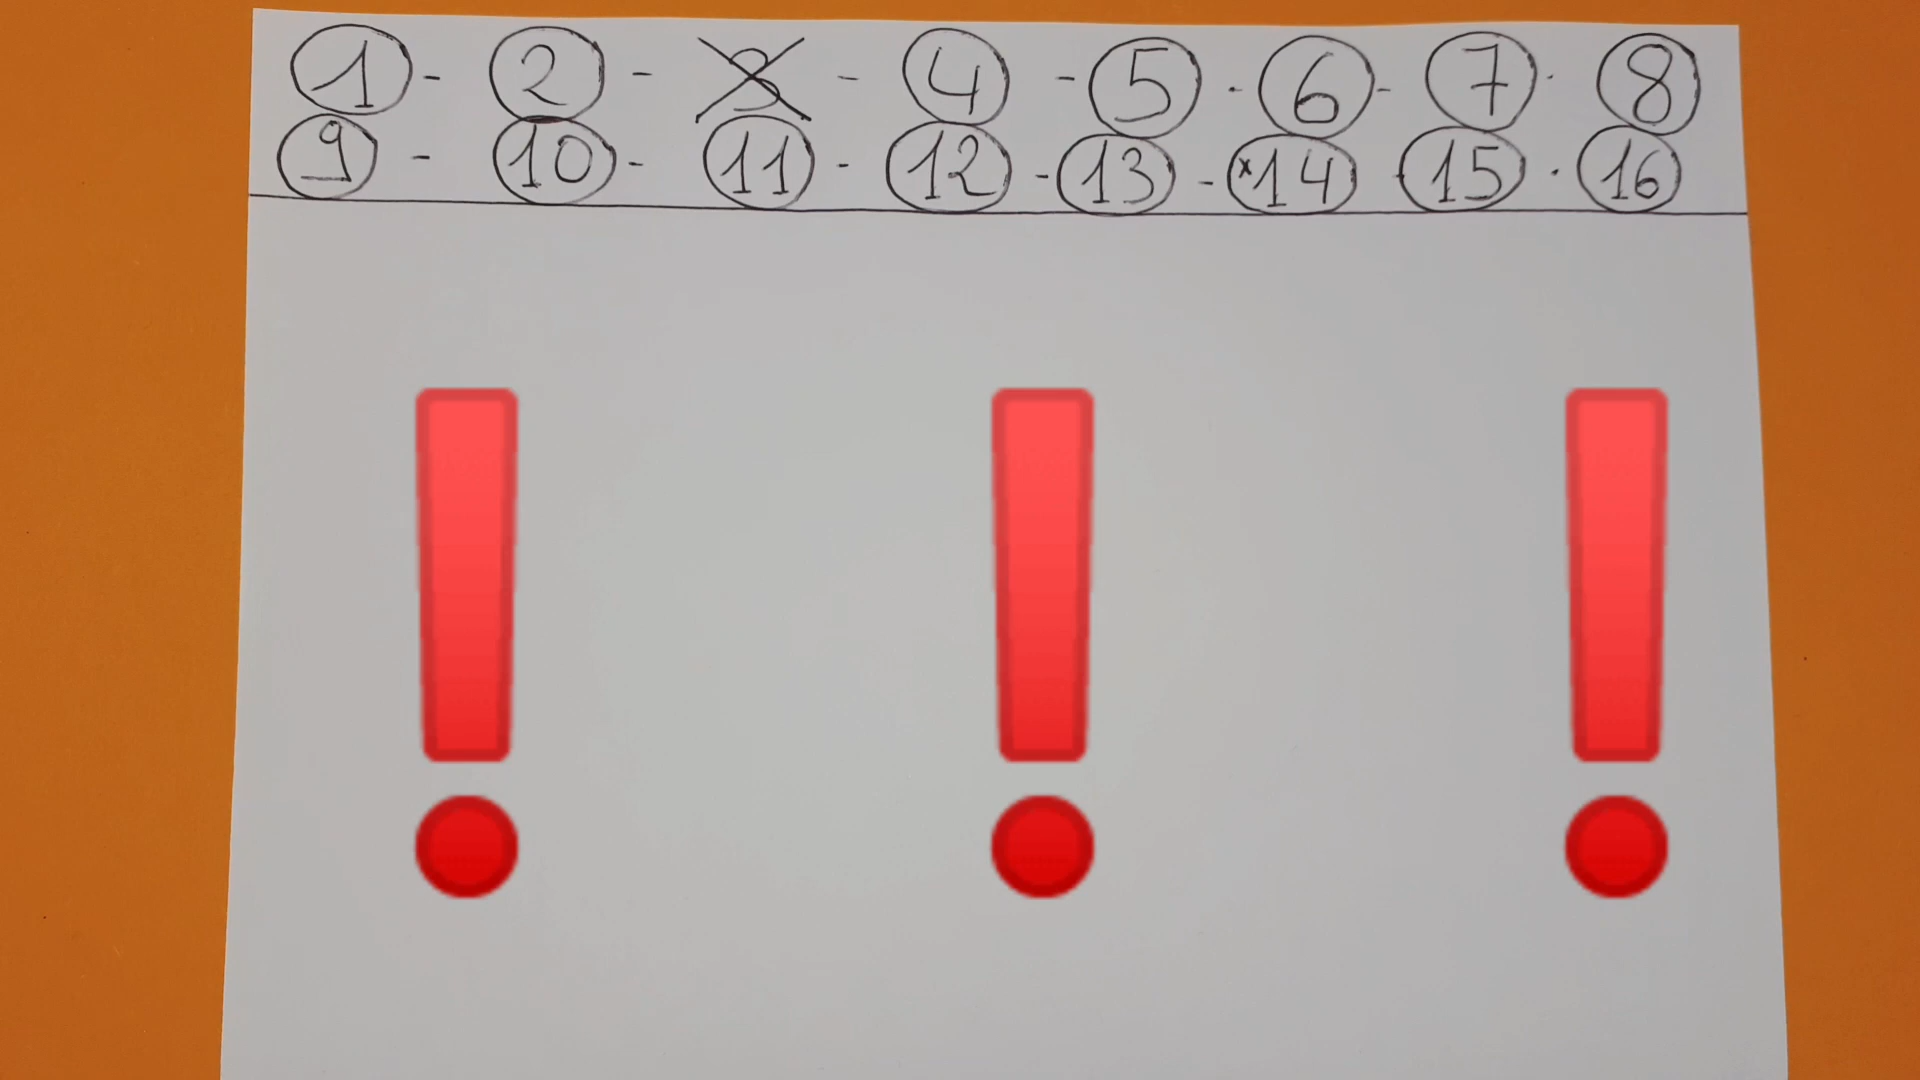 1 - 2 - 3 - 4 - 5 - 6 - 7 - 8
9 - 10 - 11 - 12 - 13 - *14 - 15 - 16
! ! !